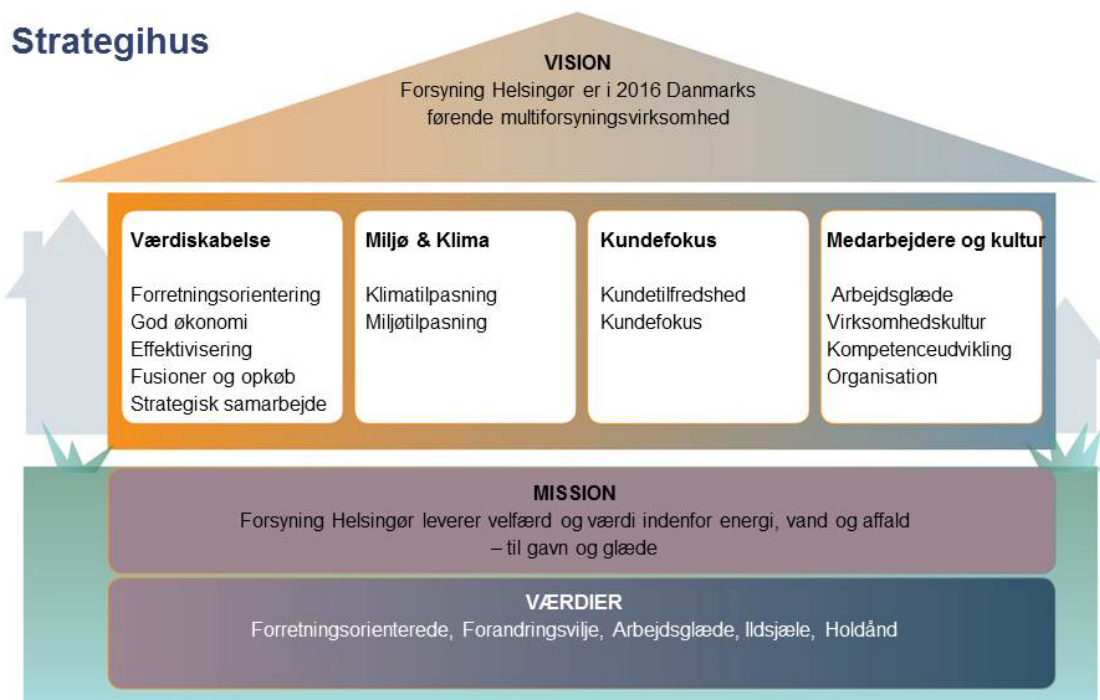 Strategihus
VISION
Forsyning Helsingør er i 2016 Danmarks
førende multiforsyningsvirksomhed
Værdiskabelse
Forretningsorientering
God økonomi
Effektivisering
Fusioner og opkøb
Strategisk samarbejde
Miljø & Klima
Klimatilpasning
Miljøtilpasning
Kundefokus
Kundetilfredshed
Kundefokus
Medarbejdere og kultur
Arbejdsglæde
Virksomhedskultur
Kompetenceudvikling
Organisation
MISSION
Forsyning Helsingør leverer velfærd og værdi indenfor energi, vand og affald
– til gavn og glæde
VÆRDIER
Forretningsorienterede, Forandringsvilje, Arbejdsglæde, Ildsjæle, Holdånd